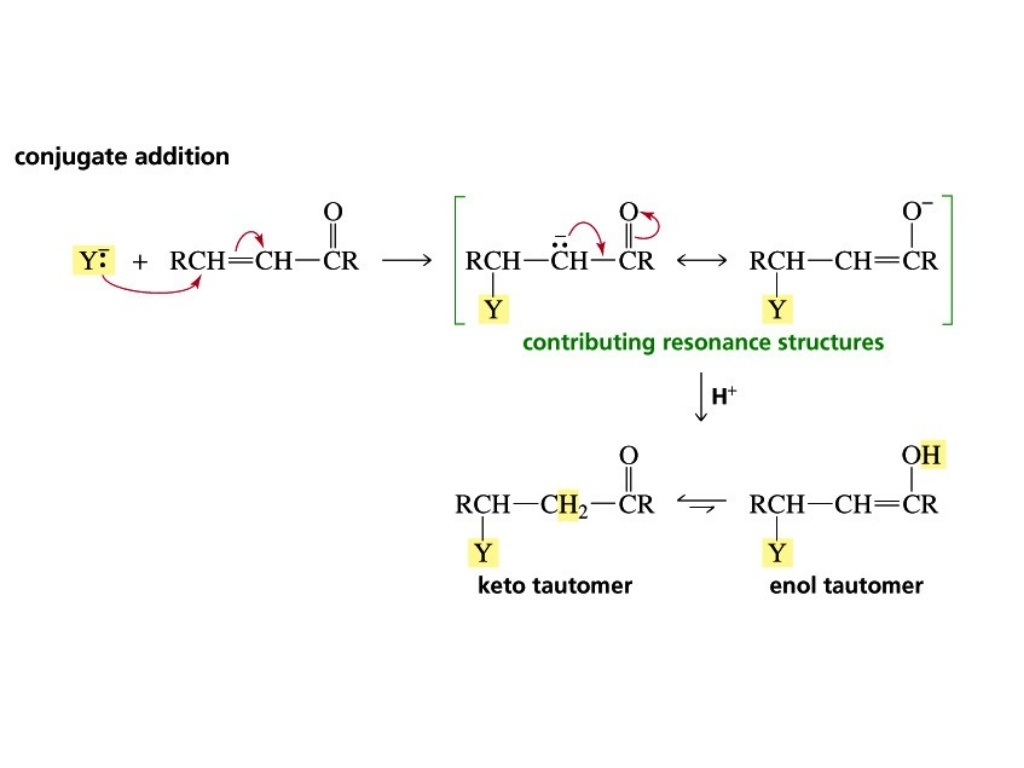 conjugate addition
O O O⁻
Y:⁻ + RCH=CH—CR ⟶ [ RCH—C̈H⁻—CR ⟷ RCH—CH=CR ]
Y Y
contributing resonance structures
H⁺
O OH
RCH—CH₂—CR ⇌ RCH—CH=CR
Y Y
keto tautomer enol tautomer